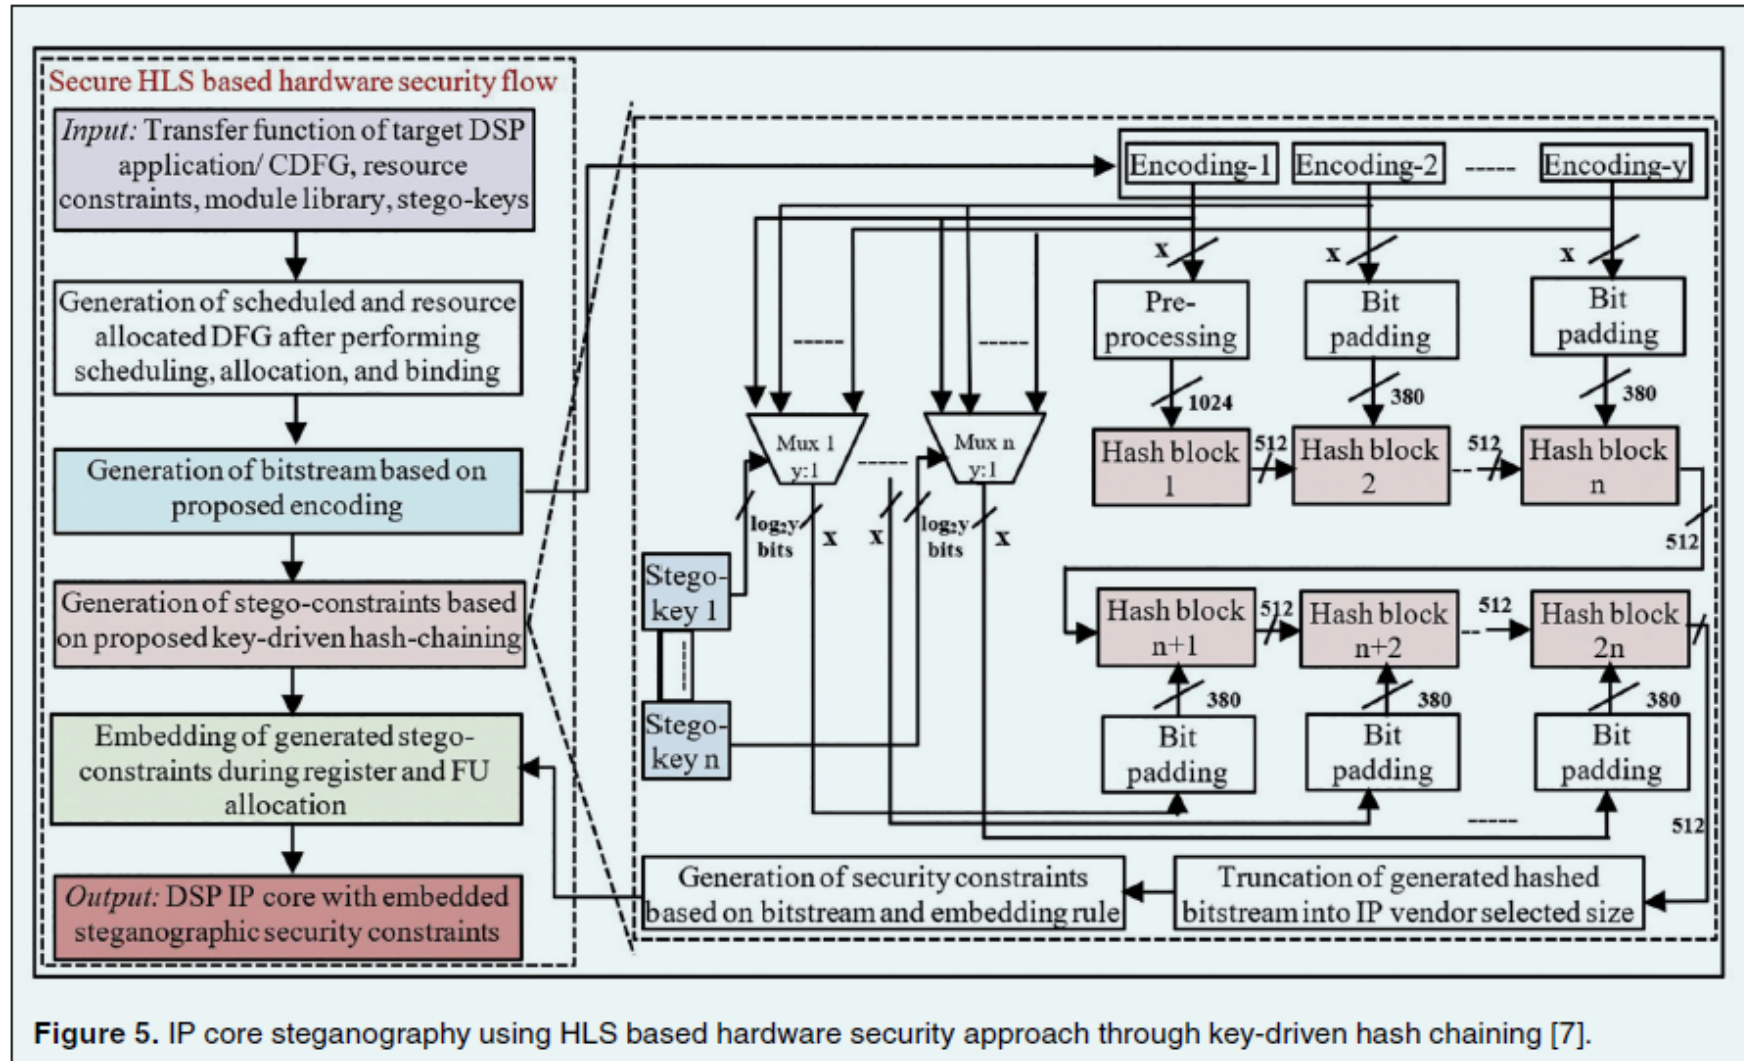 Secure HLS based hardware security flow
Input: Transfer function of target DSP
application/ CDFG, resource
constraints, module library, stego-keys
Generation of scheduled and resource
allocated DFG after performing
scheduling, allocation, and binding
Generation of bitstream based on
proposed encoding
Generation of stego-constraints based
on proposed key-driven hash-chaining
Embedding of generated stego-
constraints during register and FU
allocation
Output: DSP IP core with embedded
steganographic security constraints
Encoding-1
Encoding-2
-----
Encoding-y
x
x
x
Pre-
processing
Bit
padding
Bit
padding
-----
-----
1024
380
380
Mux 1
y:1
-----
Mux n
y:1
Hash block
1
512
Hash block
2
--
512
Hash block
n
log₂y
bits
x
x
log₂y
bits
x
512
Stego-
key 1
-----
Stego-
key n
Hash block
n+1
512
Hash block
n+2
--
512
Hash block
2n
380
380
380
Bit
padding
Bit
padding
Bit
padding
-----
512
Generation of security constraints
based on bitstream and embedding rule
Truncation of generated hashed
bitstream into IP vendor selected size
Figure 5. IP core steganography using HLS based hardware security approach through key-driven hash chaining [7].